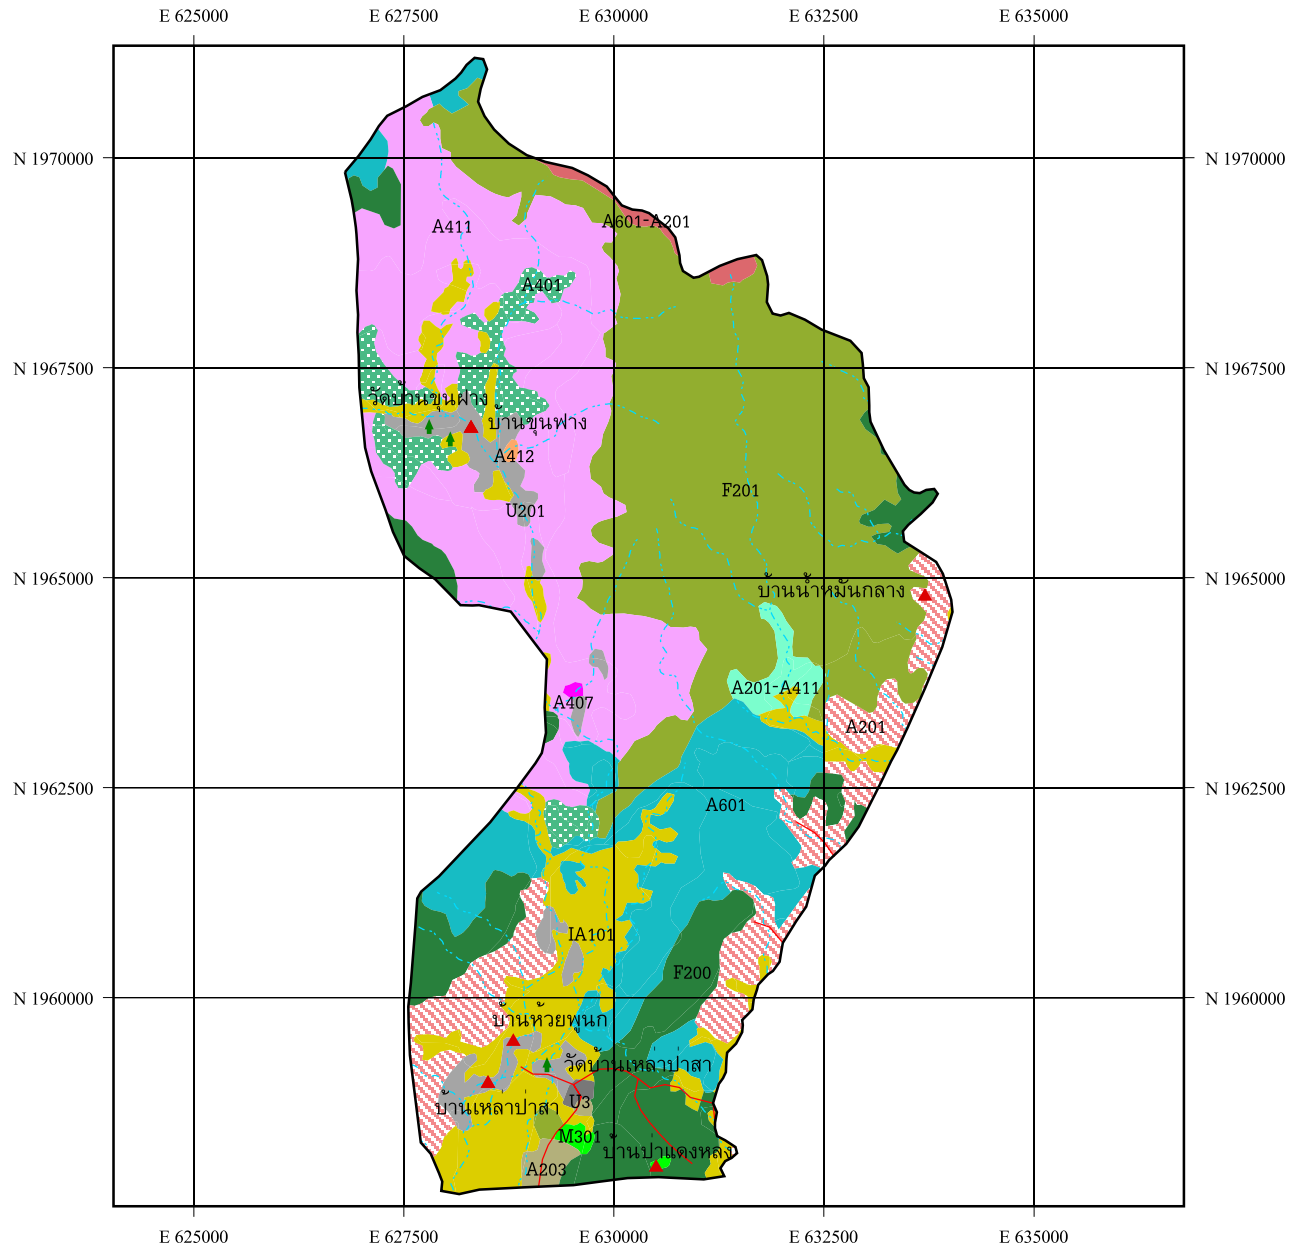 E 625000 E 627500 E 630000 E 632500 E 635000
N 1970000 N 1970000
A601-A201
A411
A401
N 1967500 N 1967500
วัดบ้านขุนฝาง
บ้านขุนฟาง
A412
F201
U201
N 1965000 N 1965000
บ้านน้ำหมันกลาง
A201-A411
A407
A201
N 1962500 N 1962500
A601
IA101
F200
N 1960000 N 1960000
บ้านห้วยพูนก
วัดบ้านเหล่าป่าสา
บ้านเหล่าป่าสา
U3
M301
บ้านป่าแดงหลง
A203
E 625000 E 627500 E 630000 E 632500 E 635000